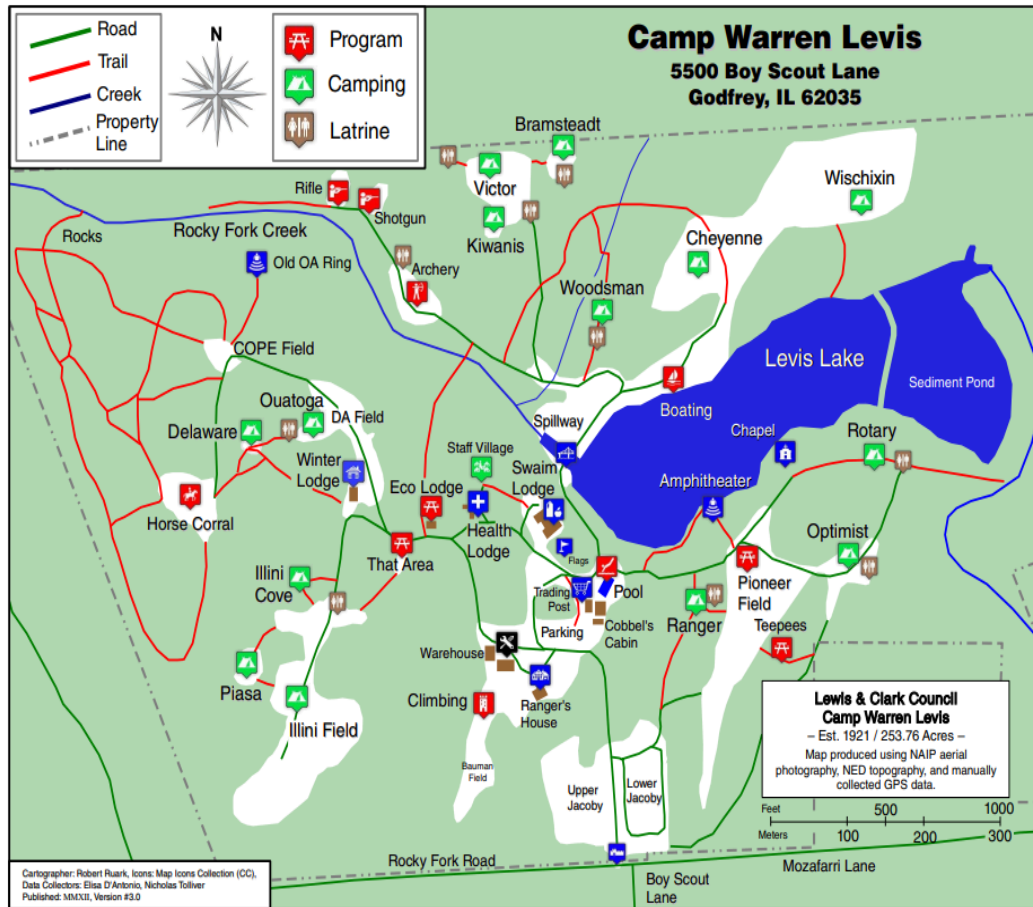 Road
Trail
Creek
Property
Line
N
Program
Camping
Latrine
Camp Warren Levis
5500 Boy Scout Lane
Godfrey, IL 62035
Bramsteadt
Victor
Wischixin
Rifle
Shotgun
Rocks
Rocky Fork Creek
Kiwanis
Cheyenne
Old OA Ring
Archery
Woodsman
COPE Field
Levis Lake
Sediment Pond
Ouatoga
DA Field
Boating
Delaware
Spillway
Chapel
Rotary
Winter
Lodge
Staff Village
Swaim
Lodge
Eco Lodge
Amphitheater
Horse Corral
Health
Lodge
Optimist
Flags
That Area
Illini
Cove
Trading
Post
Pool
Pioneer
Field
Ranger
Teepees
Parking
Cobbel's
Cabin
Warehouse
Piasa
Climbing
Ranger's
House
Illini Field
Bauman
Field
Upper
Jacoby
Lower
Jacoby
Lewis & Clark Council
Camp Warren Levis
– Est. 1921 / 253.76 Acres –
Map produced using NAIP aerial
photography, NED topography, and manually
collected GPS data.
Feet 500 1000
Meters 100 200 300
Rocky Fork Road
Mozafarri Lane
Boy Scout
Lane
Cartographer: Robert Ruark, Icons: Map Icons Collection (CC),
Data Collectors: Elisa D'Antonio, Nicholas Tolliver
Published: MMXII, Version #3.0